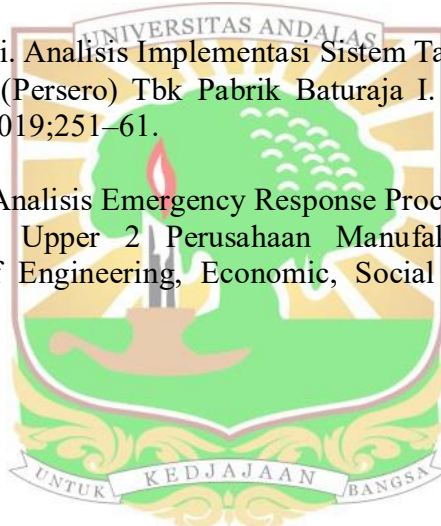 UNIVERSITAS ANDALAS
i. Analisis Implementasi Sistem Ta
(Persero) Tbk Pabrik Baturaja I.
019;251–61.
Analisis Emergency Response Proc
Upper 2 Perusahaan Manufak
f Engineering, Economic, Social
UNTUK KEDJAJAAN BANGSA